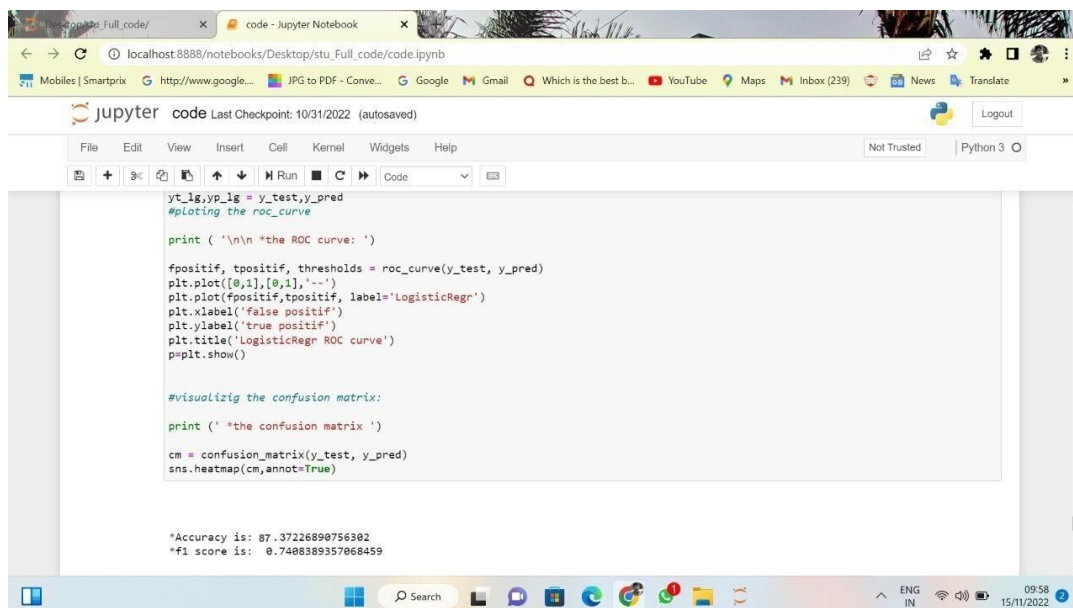 Desktop/stu_Full_code/
code - Jupyter Notebook
localhost:8888/notebooks/Desktop/stu_Full_code/code.ipynb
Mobiles | Smartprix http://www.google.... JPG to PDF - Conve... Google Gmail Which is the best b... YouTube Maps Inbox (239) News Translate »
jupyter code Last Checkpoint: 10/31/2022 (autosaved) Logout
File Edit View Insert Cell Kernel Widgets Help Not Trusted Python 3
Run Code
yt_lg,yp_lg = y_test,y_pred
#ploting the roc_curve
print ( '\n\n *the ROC curve: ')
fpositif, tpositif, thresholds = roc_curve(y_test, y_pred)
plt.plot([0,1],[0,1],'--')
plt.plot(fpositif,tpositif, label='LogisticRegr')
plt.xlabel('false positif')
plt.ylabel('true positif')
plt.title('LogisticRegr ROC curve')
p=plt.show()
#visualizig the confusion matrix:
print (' *the confusion matrix ')
cm = confusion_matrix(y_test, y_pred)
sns.heatmap(cm,annot=True)
*Accuracy is: 87.37226890756302
*f1 score is: 0.7408389357068459
Search ENG 09:58
IN 15/11/2022 2